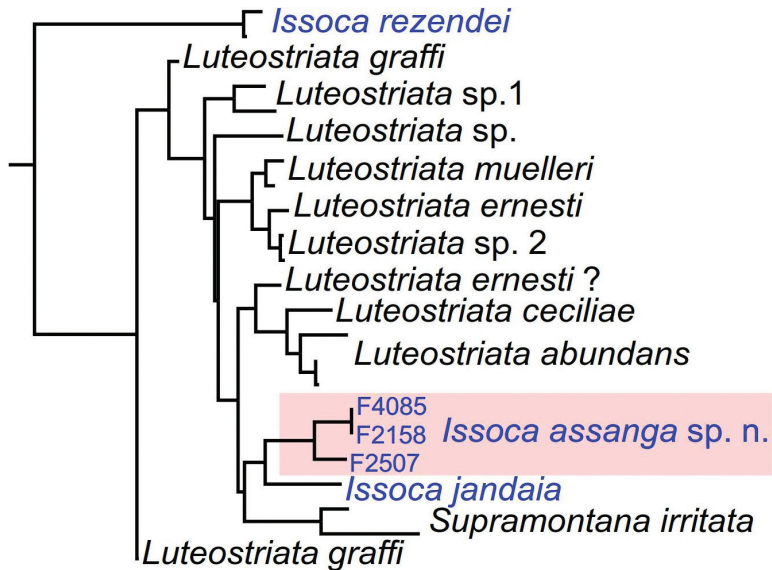 Issoca rezendei
Luteostriata graffi
Luteostriata sp.1
Luteostriata sp.
Luteostriata muelleri
Luteostriata ernesti
Luteostriata sp. 2
Luteostriata ernesti ?
Luteostriata ceciliae
Luteostriata abundans
F4085
F2158 Issoca assanga sp. n.
F2507
Issoca jandaia
Supramontana irritata
Luteostriata graffi